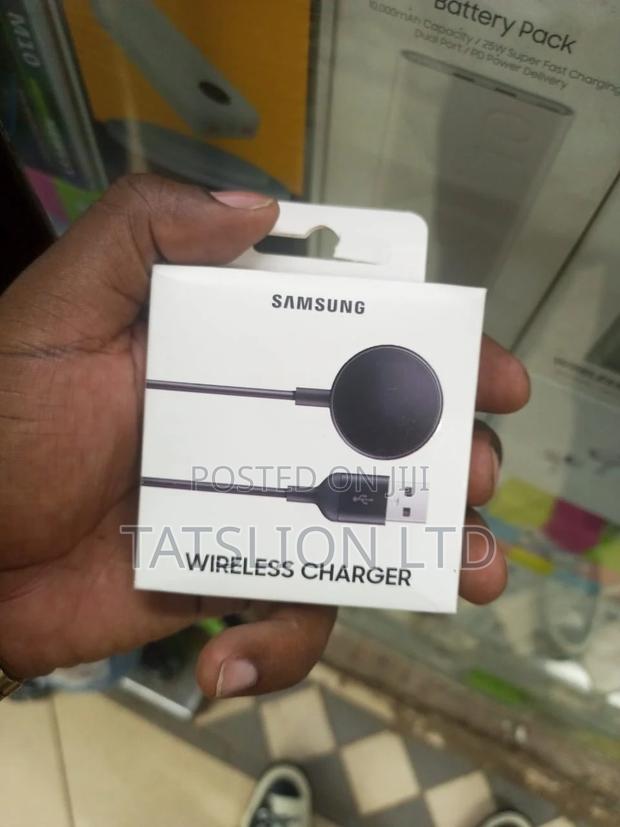 Battery Pack
10,000mAh Capacity / 25W Super Fast Charging
Dual Port / PD Power Delivery
SAMSUNG
POSTED ON JIJI
TATSLION LTD
WIRELESS CHARGER